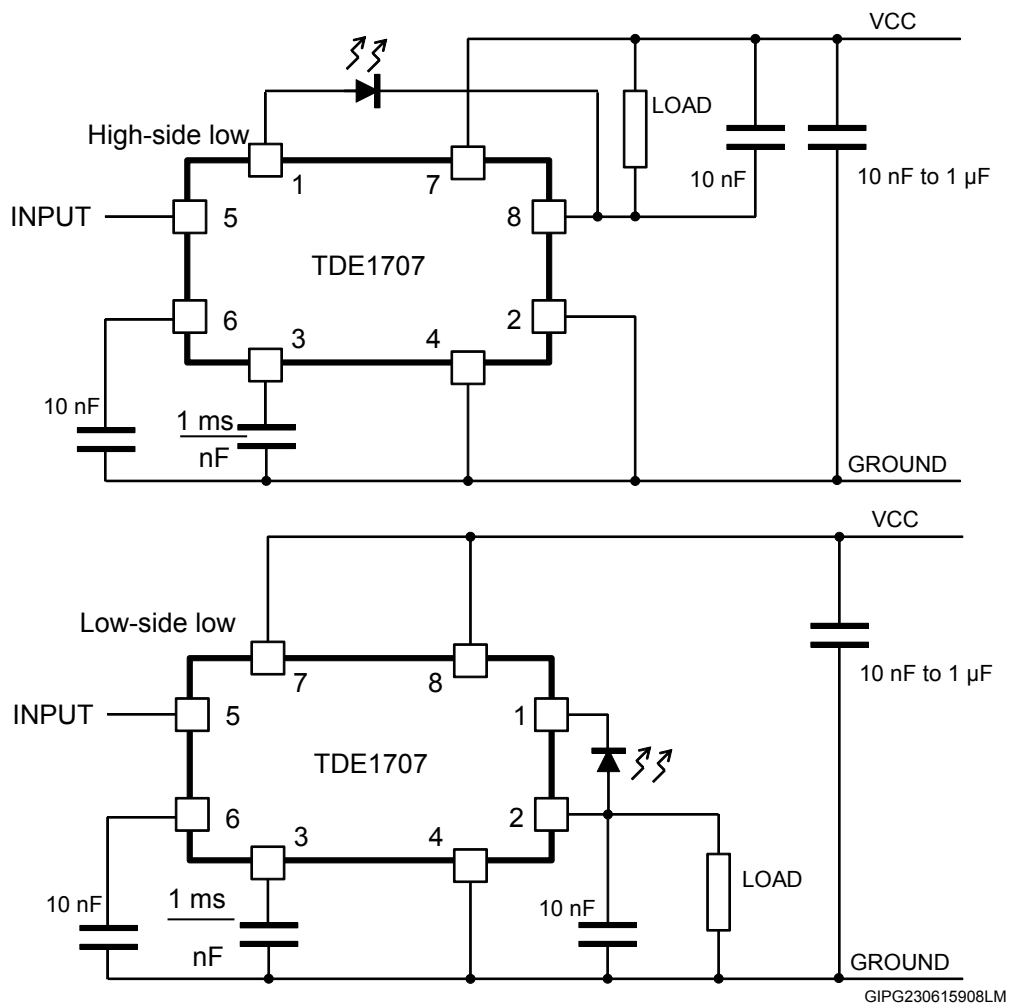 VCC
LOAD
High-side low
1
7
10 nF
10 nF to 1 µF
INPUT
5
8
TDE1707
6
2
3
4
10 nF
1 ms
nF
GROUND
VCC
Low-side low
7
8
10 nF to 1 µF
INPUT
5
1
TDE1707
6
2
3
4
LOAD
10 nF
1 ms
10 nF
nF
GROUND
GIPG230615908LM